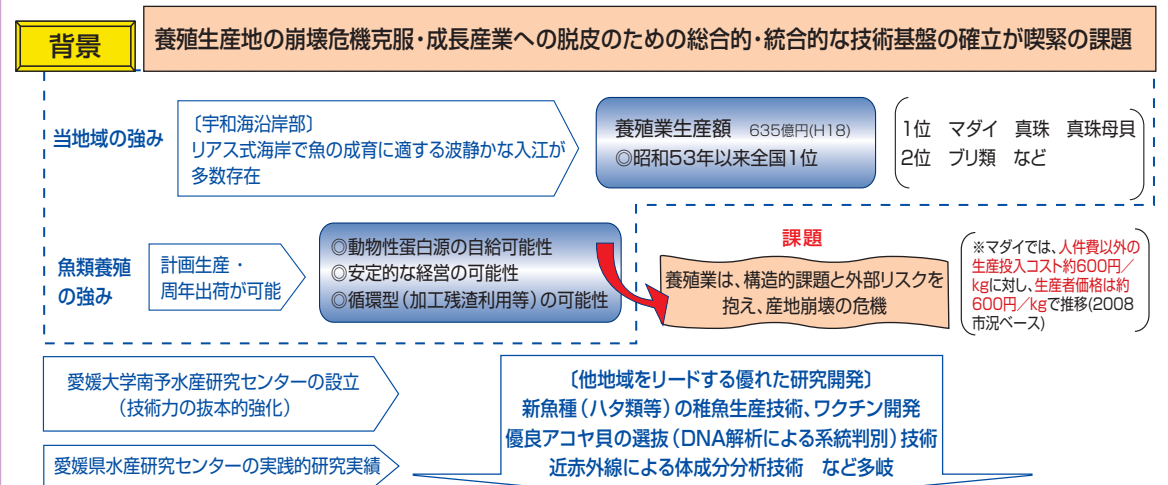 背景
養殖生産地の崩壊危機克服・成長産業への脱皮のための総合的・統合的な技術基盤の確立が喫緊の課題
当地域の強み
〔宇和海沿岸部〕
リアス式海岸で魚の成育に適する波静かな入江が
多数存在
養殖業生産額 635億円(H18)
◎昭和53年以来全国1位
1位 マダイ 真珠 真珠母貝
2位 ブリ類 など
魚類養殖
の強み
計画生産・
周年出荷が可能
◎動物性蛋白源の自給可能性
◎安定的な経営の可能性
◎循環型(加工残渣利用等)の可能性
課題
養殖業は、構造的課題と外部リスクを
抱え、産地崩壊の危機
※マダイでは、人件費以外の
生産投入コスト約600円/
kgに対し、生産者価格は約
600円/kgで推移(2008
市況ベース)
愛媛大学南予水産研究センターの設立
(技術力の抜本的強化)
愛媛県水産研究センターの実践的研究実績
〔他地域をリードする優れた研究開発〕
新魚種(ハタ類等)の稚魚生産技術、ワクチン開発
優良アコヤ貝の選抜(DNA解析による系統判別)技術
近赤外線による体成分分析技術 など多岐